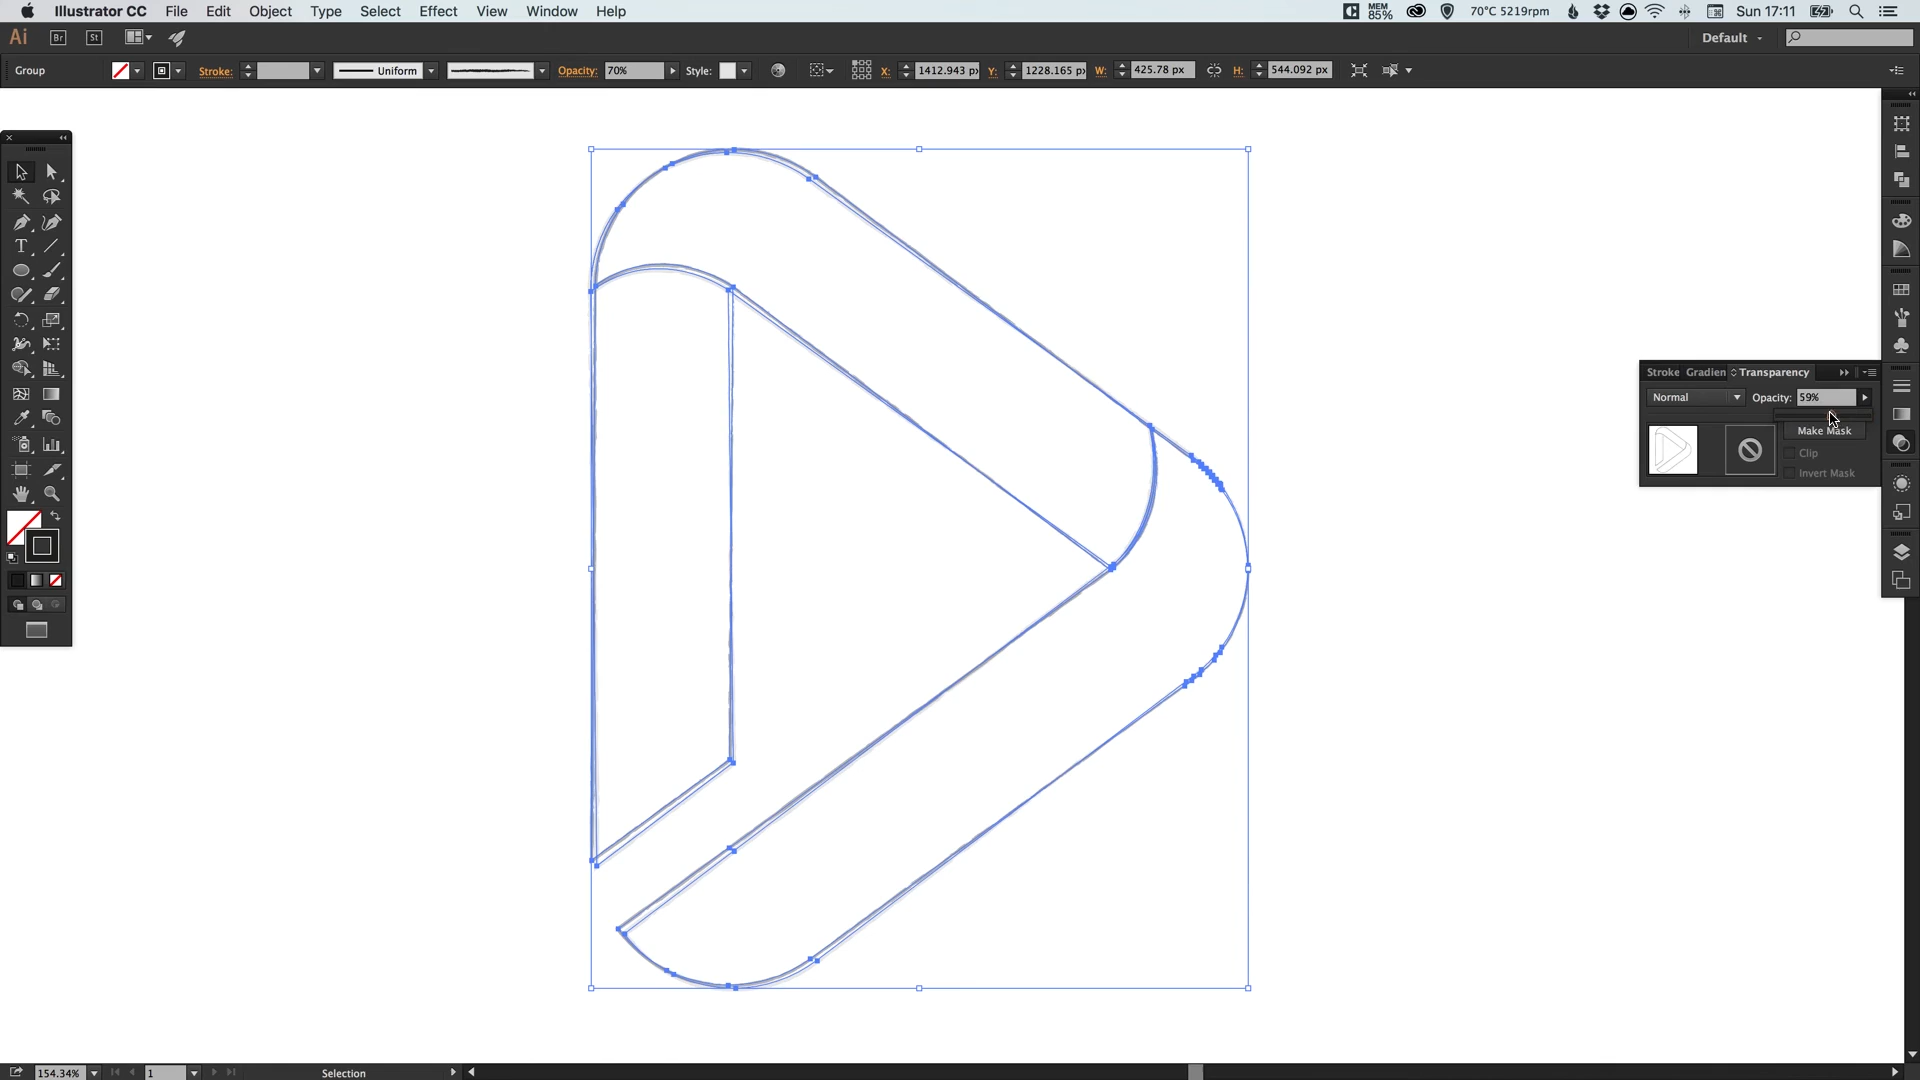 Illustrator CC File Edit Object Type Select Effect View Window Help MEM 85% 70°C 5219rpm Sun 17:11
Ai Br St Default
Group Stroke: Uniform Opacity: 70% Style: X: 1412.943 px Y: 1228.165 px W: 425.78 px H: 544.092 px
Stroke Gradien Transparency
Normal Opacity: 59%
Make Mask
Clip
Invert Mask
154.34% 1 Selection